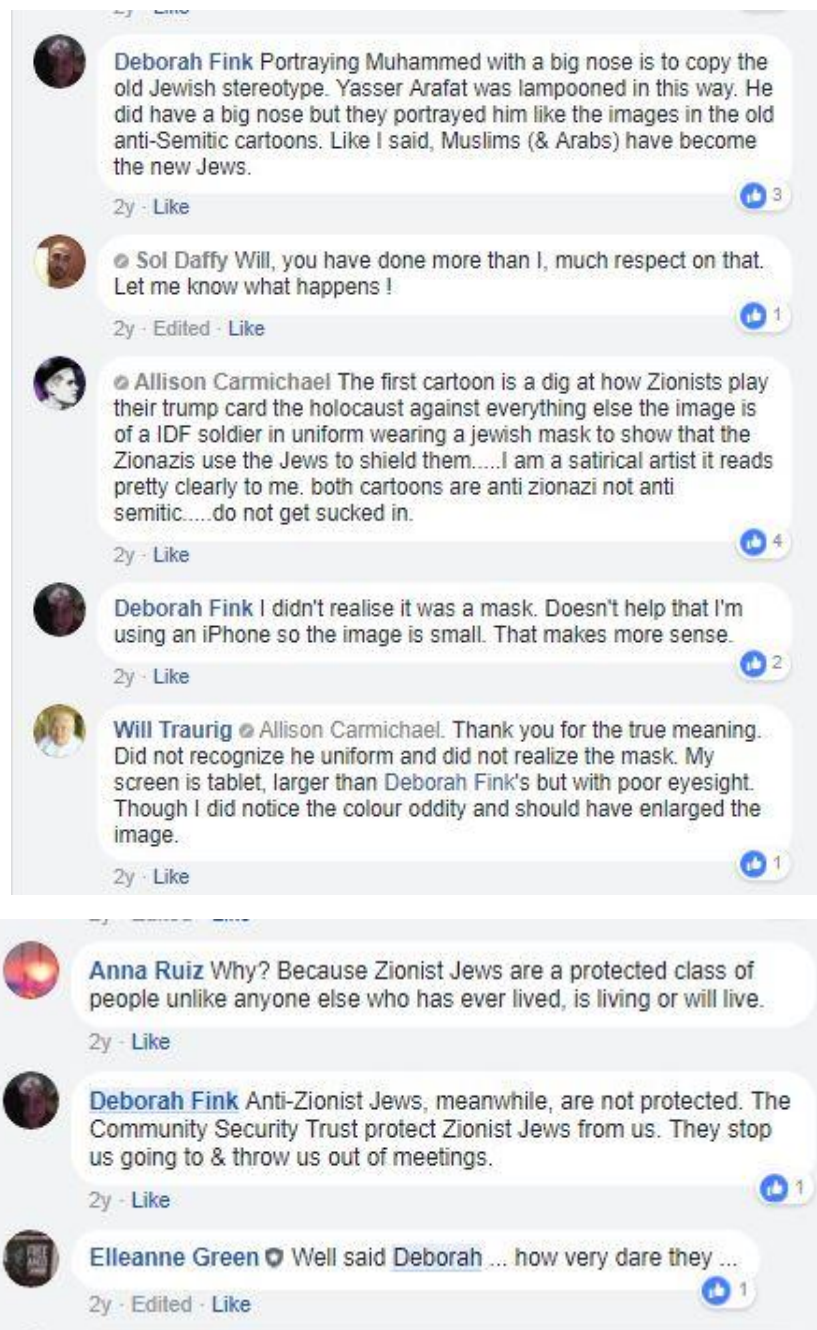 Deborah Fink Portraying Muhammed with a big nose is to copy the
old Jewish stereotype. Yasser Arafat was lampooned in this way. He
did have a big nose but they portrayed him like the images in the old
anti-Semitic cartoons. Like I said, Muslims (& Arabs) have become
the new Jews.
3
2y · Like
Sol Daffy Will, you have done more than I, much respect on that.
Let me know what happens !
1
2y · Edited · Like
Allison Carmichael The first cartoon is a dig at how Zionists play
their trump card the holocaust against everything else the image is
of a IDF soldier in uniform wearing a jewish mask to show that the
Zionazis use the Jews to shield them.....I am a satirical artist it reads
pretty clearly to me. both cartoons are anti zionazi not anti
semitic.....do not get sucked in.
4
2y · Like
Deborah Fink I didn't realise it was a mask. Doesn't help that I'm
using an iPhone so the image is small. That makes more sense.
2
2y · Like
Will Traurig Allison Carmichael. Thank you for the true meaning.
Did not recognize he uniform and did not realize the mask. My
screen is tablet, larger than Deborah Fink's but with poor eyesight.
Though I did notice the colour oddity and should have enlarged the
image.
1
2y · Like
Anna Ruiz Why? Because Zionist Jews are a protected class of
people unlike anyone else who has ever lived, is living or will live.
2y · Like
Deborah Fink Anti-Zionist Jews, meanwhile, are not protected. The
Community Security Trust protect Zionist Jews from us. They stop
us going to & throw us out of meetings.
1
2y · Like
Elleanne Green Well said Deborah ... how very dare they ...
1
2y · Edited · Like